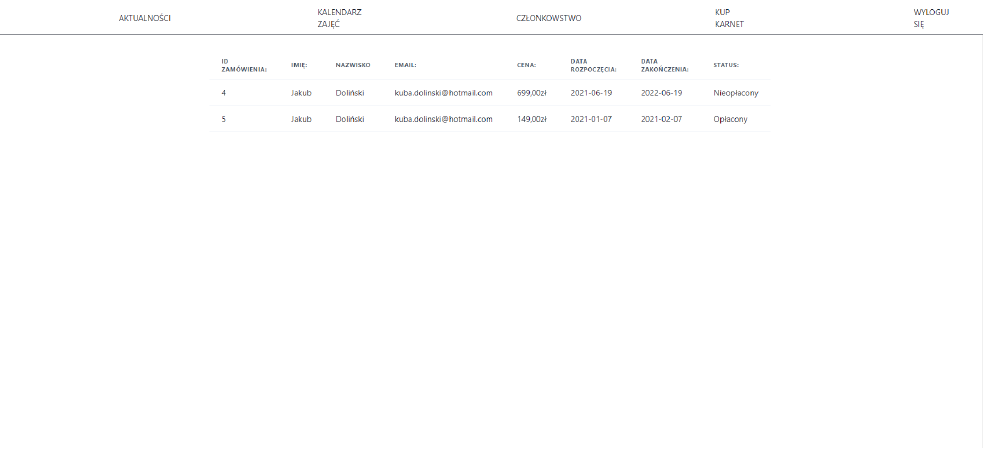 AKTUALNOŚCI
KALENDARZ
ZAJĘĆ
CZŁONKOWSTWO
KUP
KARNET
WYLOGUJ
SIĘ
ID
ZAMÓWIENIA: IMIĘ: NAZWISKO EMAIL: CENA: DATA
ROZPOCZĘCIA: DATA
ZAKOŃCZENIA: STATUS:
4 Jakub Doliński kuba.dolinski@hotmail.com 699,00zł 2021-06-19 2022-06-19 Nieopłacony
5 Jakub Doliński kuba.dolinski@hotmail.com 149,00zł 2021-01-07 2021-02-07 Opłacony